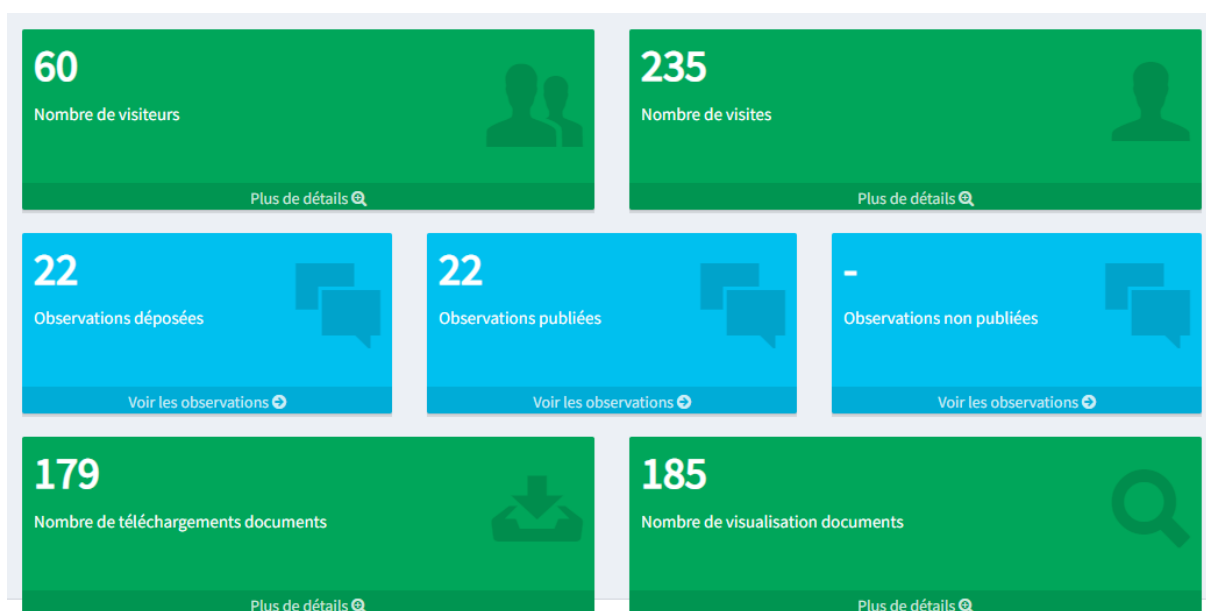 60
Nombre de visiteurs
Plus de détails
235
Nombre de visites
Plus de détails
22
Observations déposées
Voir les observations
22
Observations publiées
Voir les observations
-
Observations non publiées
Voir les observations
179
Nombre de téléchargements documents
Plus de détails
185
Nombre de visualisation documents
Plus de détails